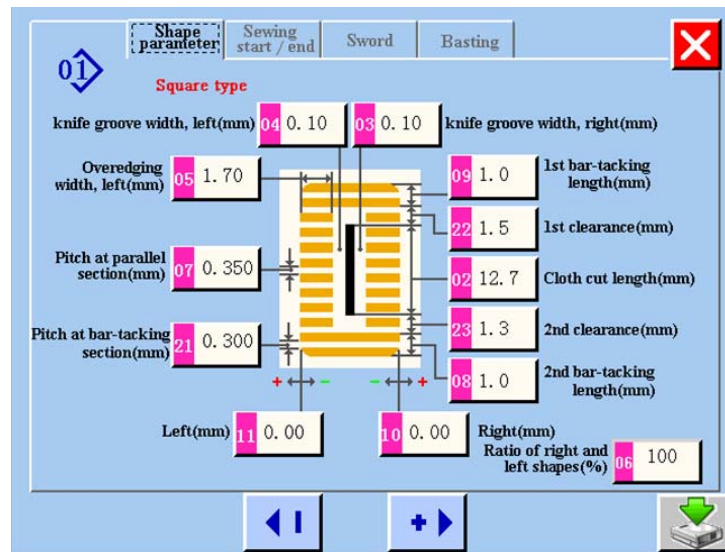 Shape
parameter
Sewing
start / end
Sword
Basting
01
Square type
knife groove width, left(mm) 04 0.10 03 0.10 knife groove width, right(mm)
Overedging
width, left(mm) 05 1.70
09 1.0 1st bar-tacking
length(mm)
22 1.5 1st clearance(mm)
Pitch at parallel
section(mm) 07 0.350
02 12.7 Cloth cut length(mm)
Pitch at bar-tacking
section(mm) 21 0.300
23 1.3 2nd clearance(mm)
08 1.0 2nd bar-tacking
length(mm)
+ - - +
Left(mm) 11 0.00 10 0.00 Right(mm)
Ratio of right and
left shapes(%) 06 100